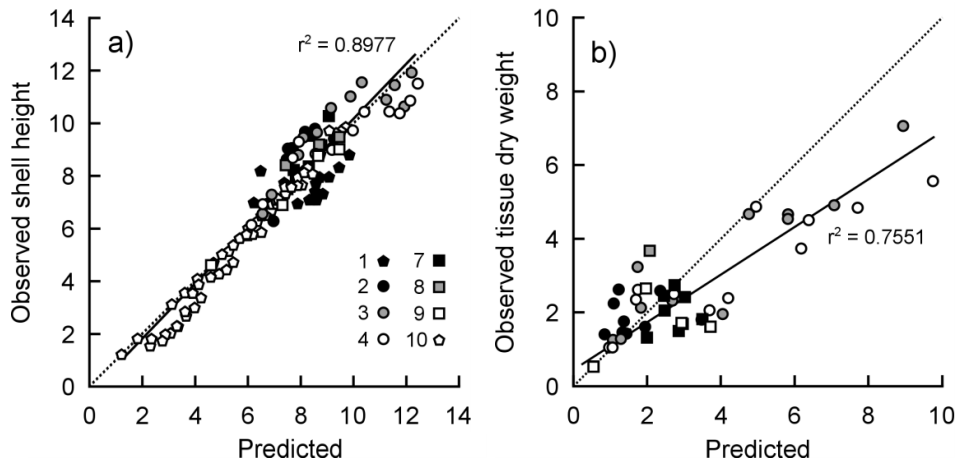 a)
r² = 0.8977
Observed shell height
14
12
10
8
6
4
2
0
1 7
2 8
3 9
4 10
0 2 4 6 8 10 12 14
Predicted
b)
Observed tissue dry weight
10
8
6
4
2
0
r² = 0.7551
0 2 4 6 8 10
Predicted